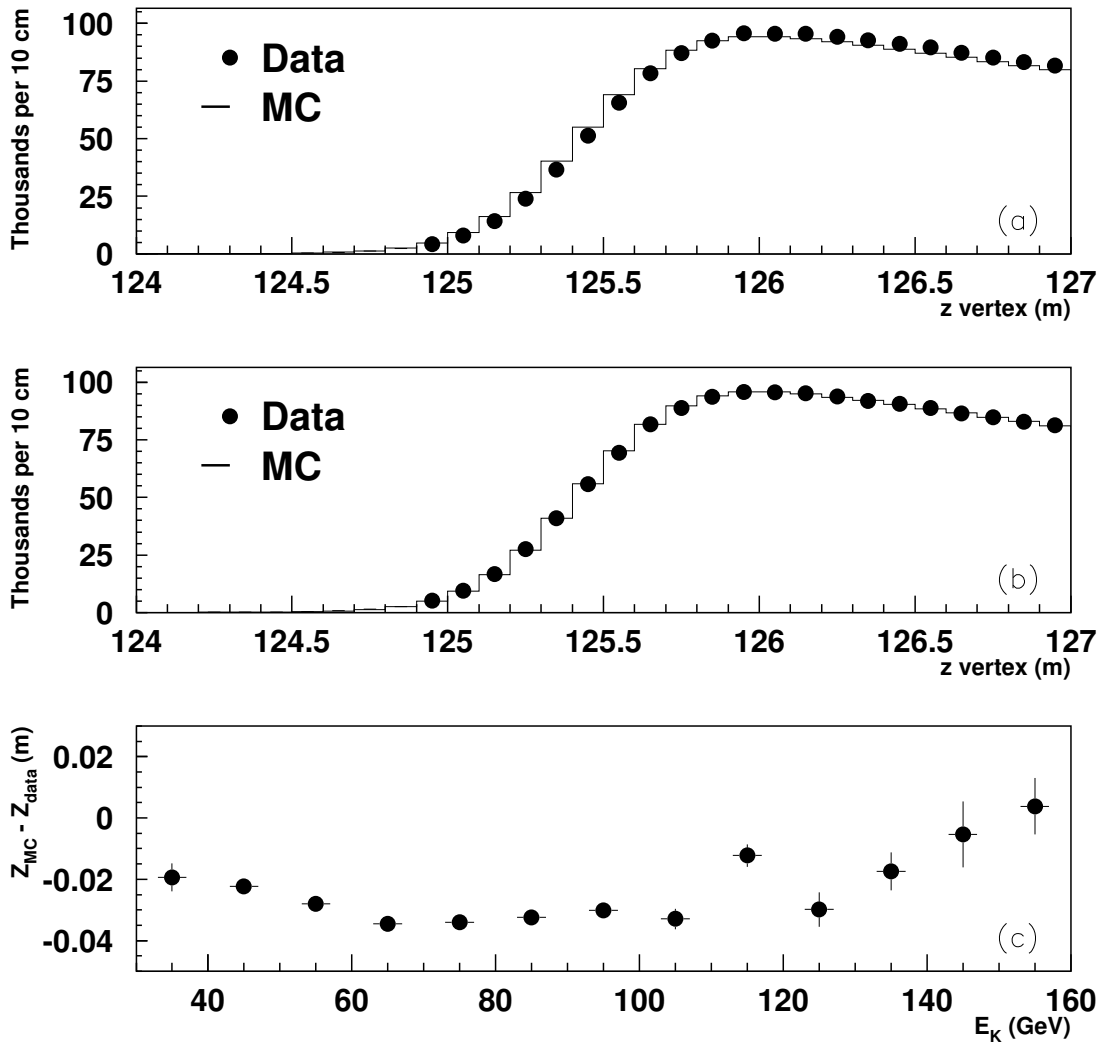 Thousands per 10 cm
100
75
50
25
0
Data
MC
(a)
124 124.5 125 125.5 126 126.5 127
z vertex (m)
Thousands per 10 cm
100
75
50
25
0
Data
MC
(b)
124 124.5 125 125.5 126 126.5 127
z vertex (m)
Z_MC - Z_data (m)
0.02
0
-0.02
-0.04
(c)
40 60 80 100 120 140 160
E_K (GeV)